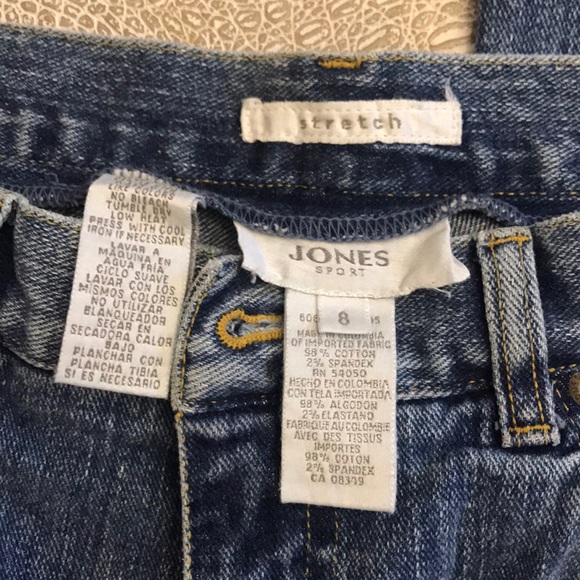 stretch
LIKE COLORS
NO BLEACH
TUMBLE DRY
LOW HEAT
PRESS WITH COOL
IRON IF NECESSARY
LAVAR A
MAQUINA EN
AGUA FRIA
CICLO SUAVE
LAVAR CON LOS
MISMOS COLORES
NO UTILIZAR
BLANQUEADOR
SECAR EN
SECADORA CALOR
BAJO
PLANCHAR CON
PLANCHA TIBIA
SI ES NECESARIO
JONES
SPORT
8
MADE IN COLOMBIA
OF IMPORTED FABRIC
98% COTTON
2% SPANDEX
RN 54050
HECHO EN COLOMBIA
CON TELA IMPORTADA
98% ALGODON
2% ELASTANO
FABRIQUE AU COLOMBIE
AVEC DES TISSUS
IMPORTES
98% COTON
2% SPANDEX
CA 08349